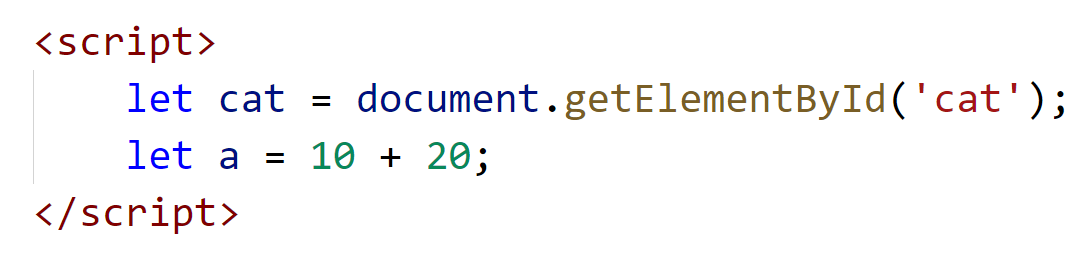 <script>
    let cat = document.getElementById('cat');
    let a = 10 + 20;
</script>